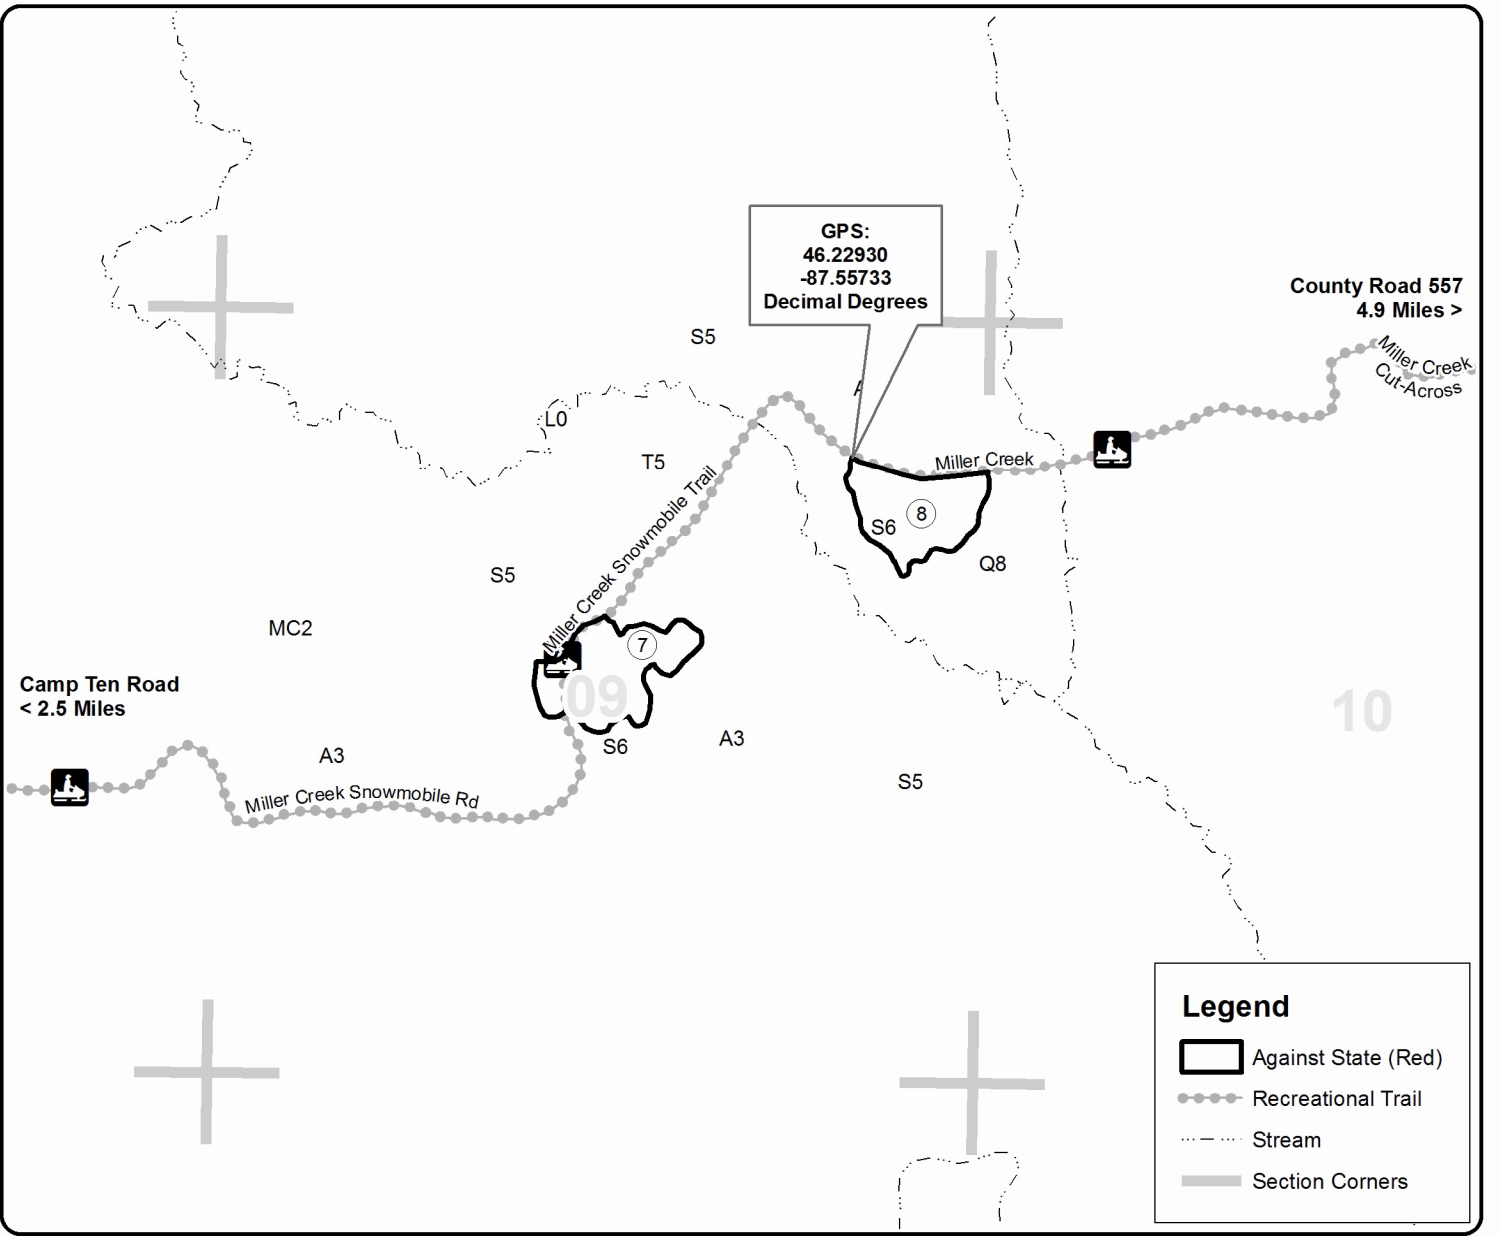 GPS:
46.22930
-87.55733
Decimal Degrees
County Road 557
4.9 Miles >
Miller Creek
Cut-Across
S5
A
L0
T5
Miller Creek
Miller Creek Snowmobile Trail
S6
8
Q8
S5
MC2
7
Camp Ten Road
< 2.5 Miles
09
10
S6
A3
A3
S5
Miller Creek Snowmobile Rd
Legend
Against State (Red)
Recreational Trail
Stream
Section Corners